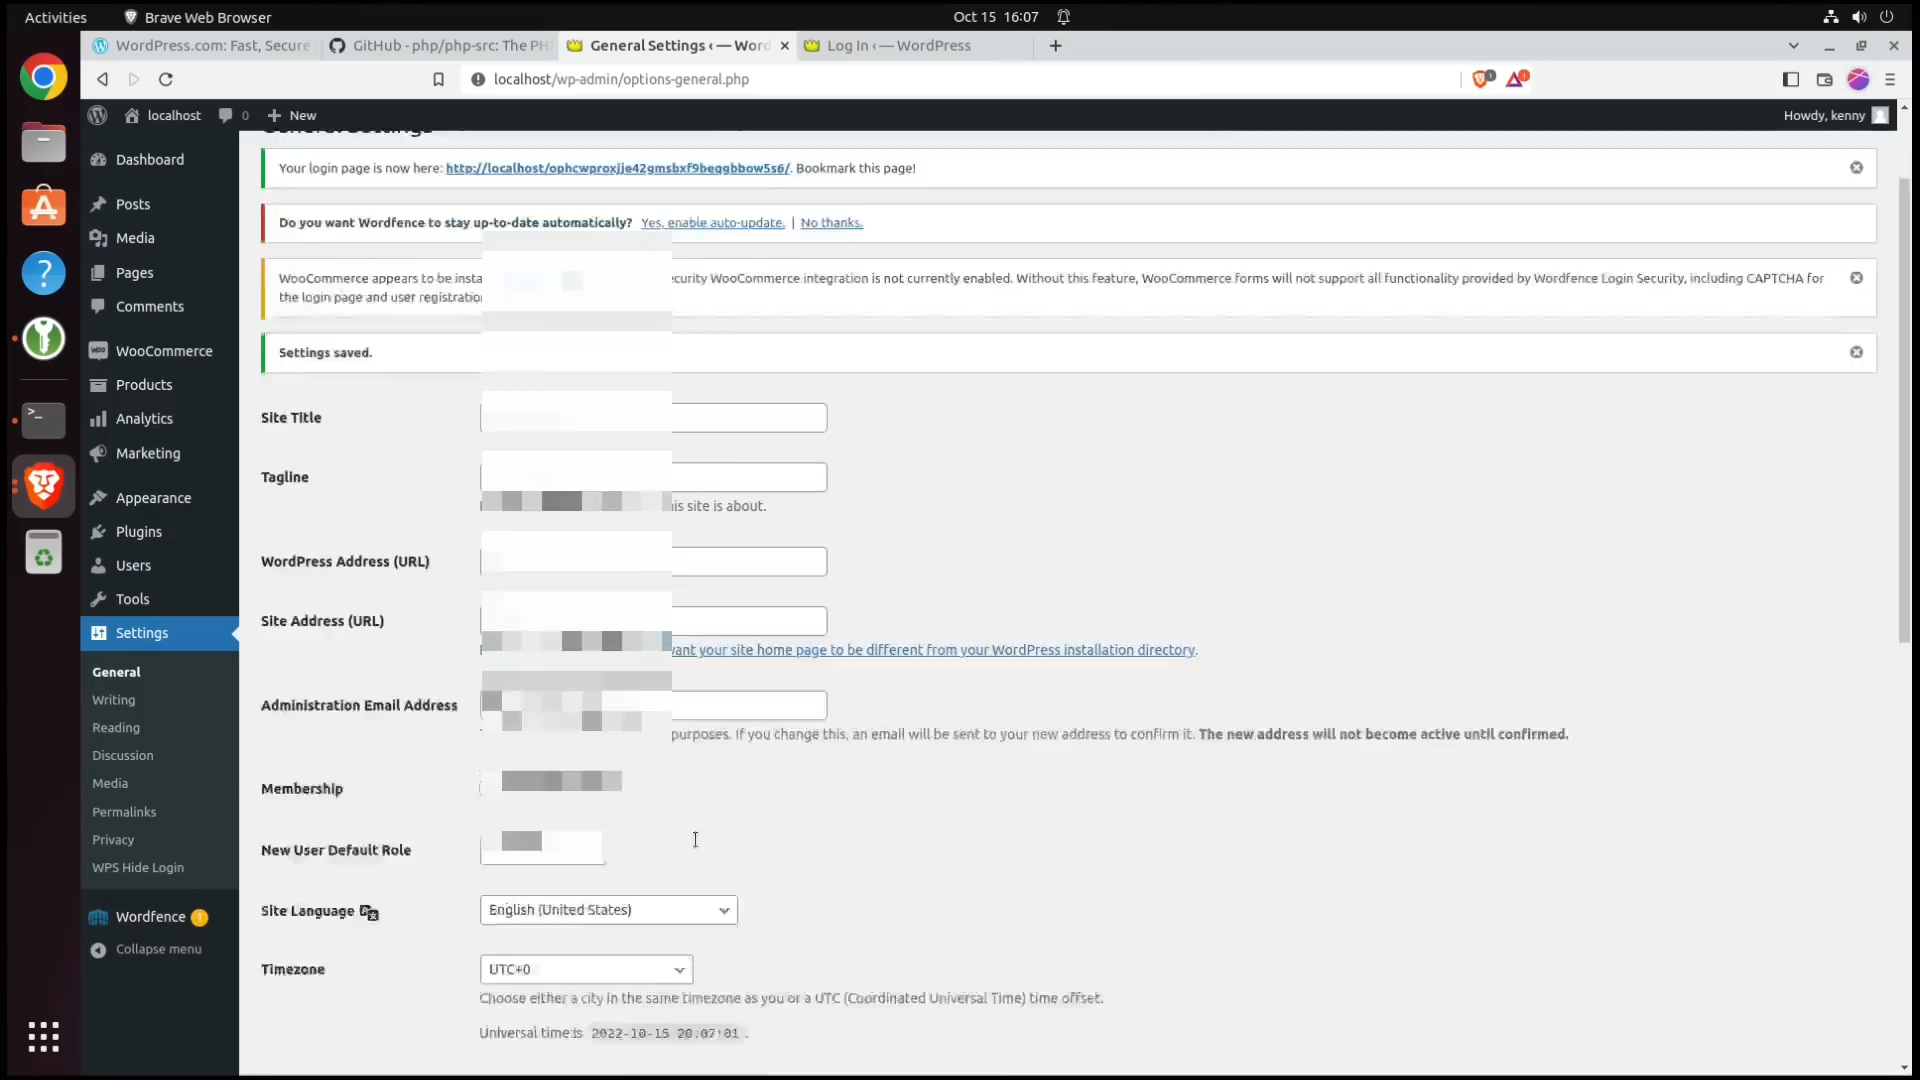 Activities
Brave Web Browser
Oct 15 16:07
WordPress.com: Fast, Secure
GitHub - php/php-src: The PH
General Settings ‹ — Word
Log In ‹ — WordPress
localhost/wp-admin/options-general.php
localhost
0
New
Howdy, kenny
Dashboard
Posts
Media
Pages
Comments
WooCommerce
Products
Analytics
Marketing
Appearance
Plugins
Users
Tools
Settings
General
Writing
Reading
Discussion
Media
Permalinks
Privacy
WPS Hide Login
Wordfence 1
Collapse menu
General Settings
Your login page is now here: http://localhost/ophcwproxjje42gmsbxf9beqgbbow5s6/. Bookmark this page!
Do you want Wordfence to stay up-to-date automatically? Yes, enable auto-update. | No thanks.
WooCommerce appears to be insta ecurity WooCommerce integration is not currently enabled. Without this feature, WooCommerce forms will not support all functionality provided by Wordfence Login Security, including CAPTCHA for
the login page and user registration
Settings saved.
Site Title
Tagline
is site is about.
WordPress Address (URL)
Site Address (URL)
want your site home page to be different from your WordPress installation directory.
Administration Email Address
purposes. If you change this, an email will be sent to your new address to confirm it. The new address will not become active until confirmed.
Membership
New User Default Role
Site Language
English (United States)
Timezone
UTC+0
Choose either a city in the same timezone as you or a UTC (Coordinated Universal Time) time offset.
Universal time is 2022-10-15 20:07:01 .